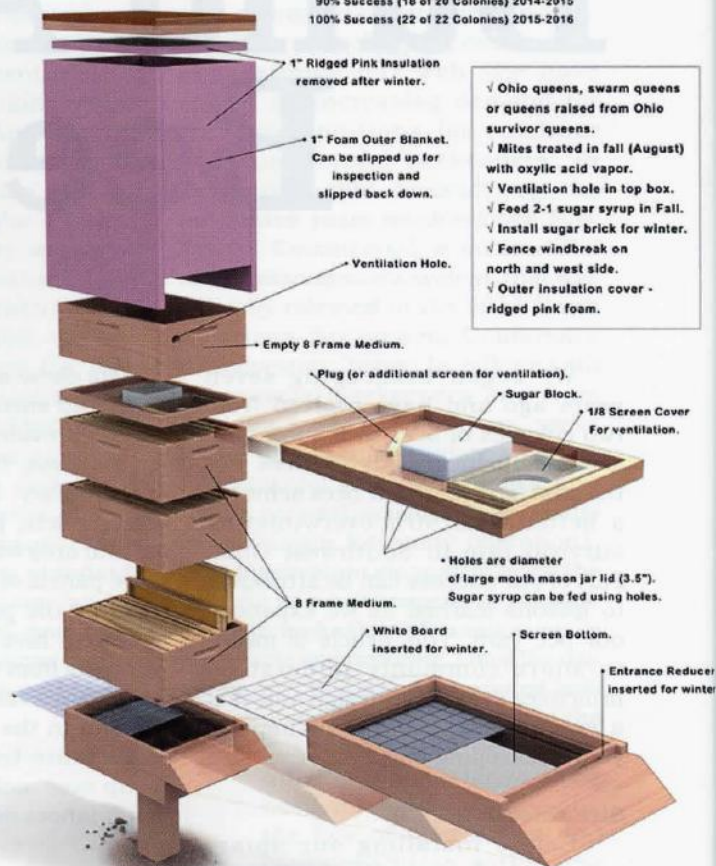 90% Success (18 of 20 Colonies) 2014-2015
100% Success (22 of 22 Colonies) 2015-2016
1" Ridged Pink Insulation
removed after winter.
1" Foam Outer Blanket.
Can be slipped up for
inspection and
slipped back down.
√ Ohio queens, swarm queens
or queens raised from Ohio
survivor queens.
√ Mites treated in fall (August)
with oxylic acid vapor.
√ Ventilation hole in top box.
√ Feed 2-1 sugar syrup in Fall.
√ Install sugar brick for winter.
√ Fence windbreak on
north and west side.
√ Outer insulation cover -
ridged pink foam.
Ventilation Hole.
Empty 8 Frame Medium.
Plug (or additional screen for ventilation).
Sugar Block.
1/8 Screen Cover
For ventilation.
Holes are diameter
of large mouth mason jar lid (3.5").
Sugar syrup can be fed using holes.
8 Frame Medium.
White Board
inserted for winter.
Screen Bottom.
Entrance Reducer
inserted for winter